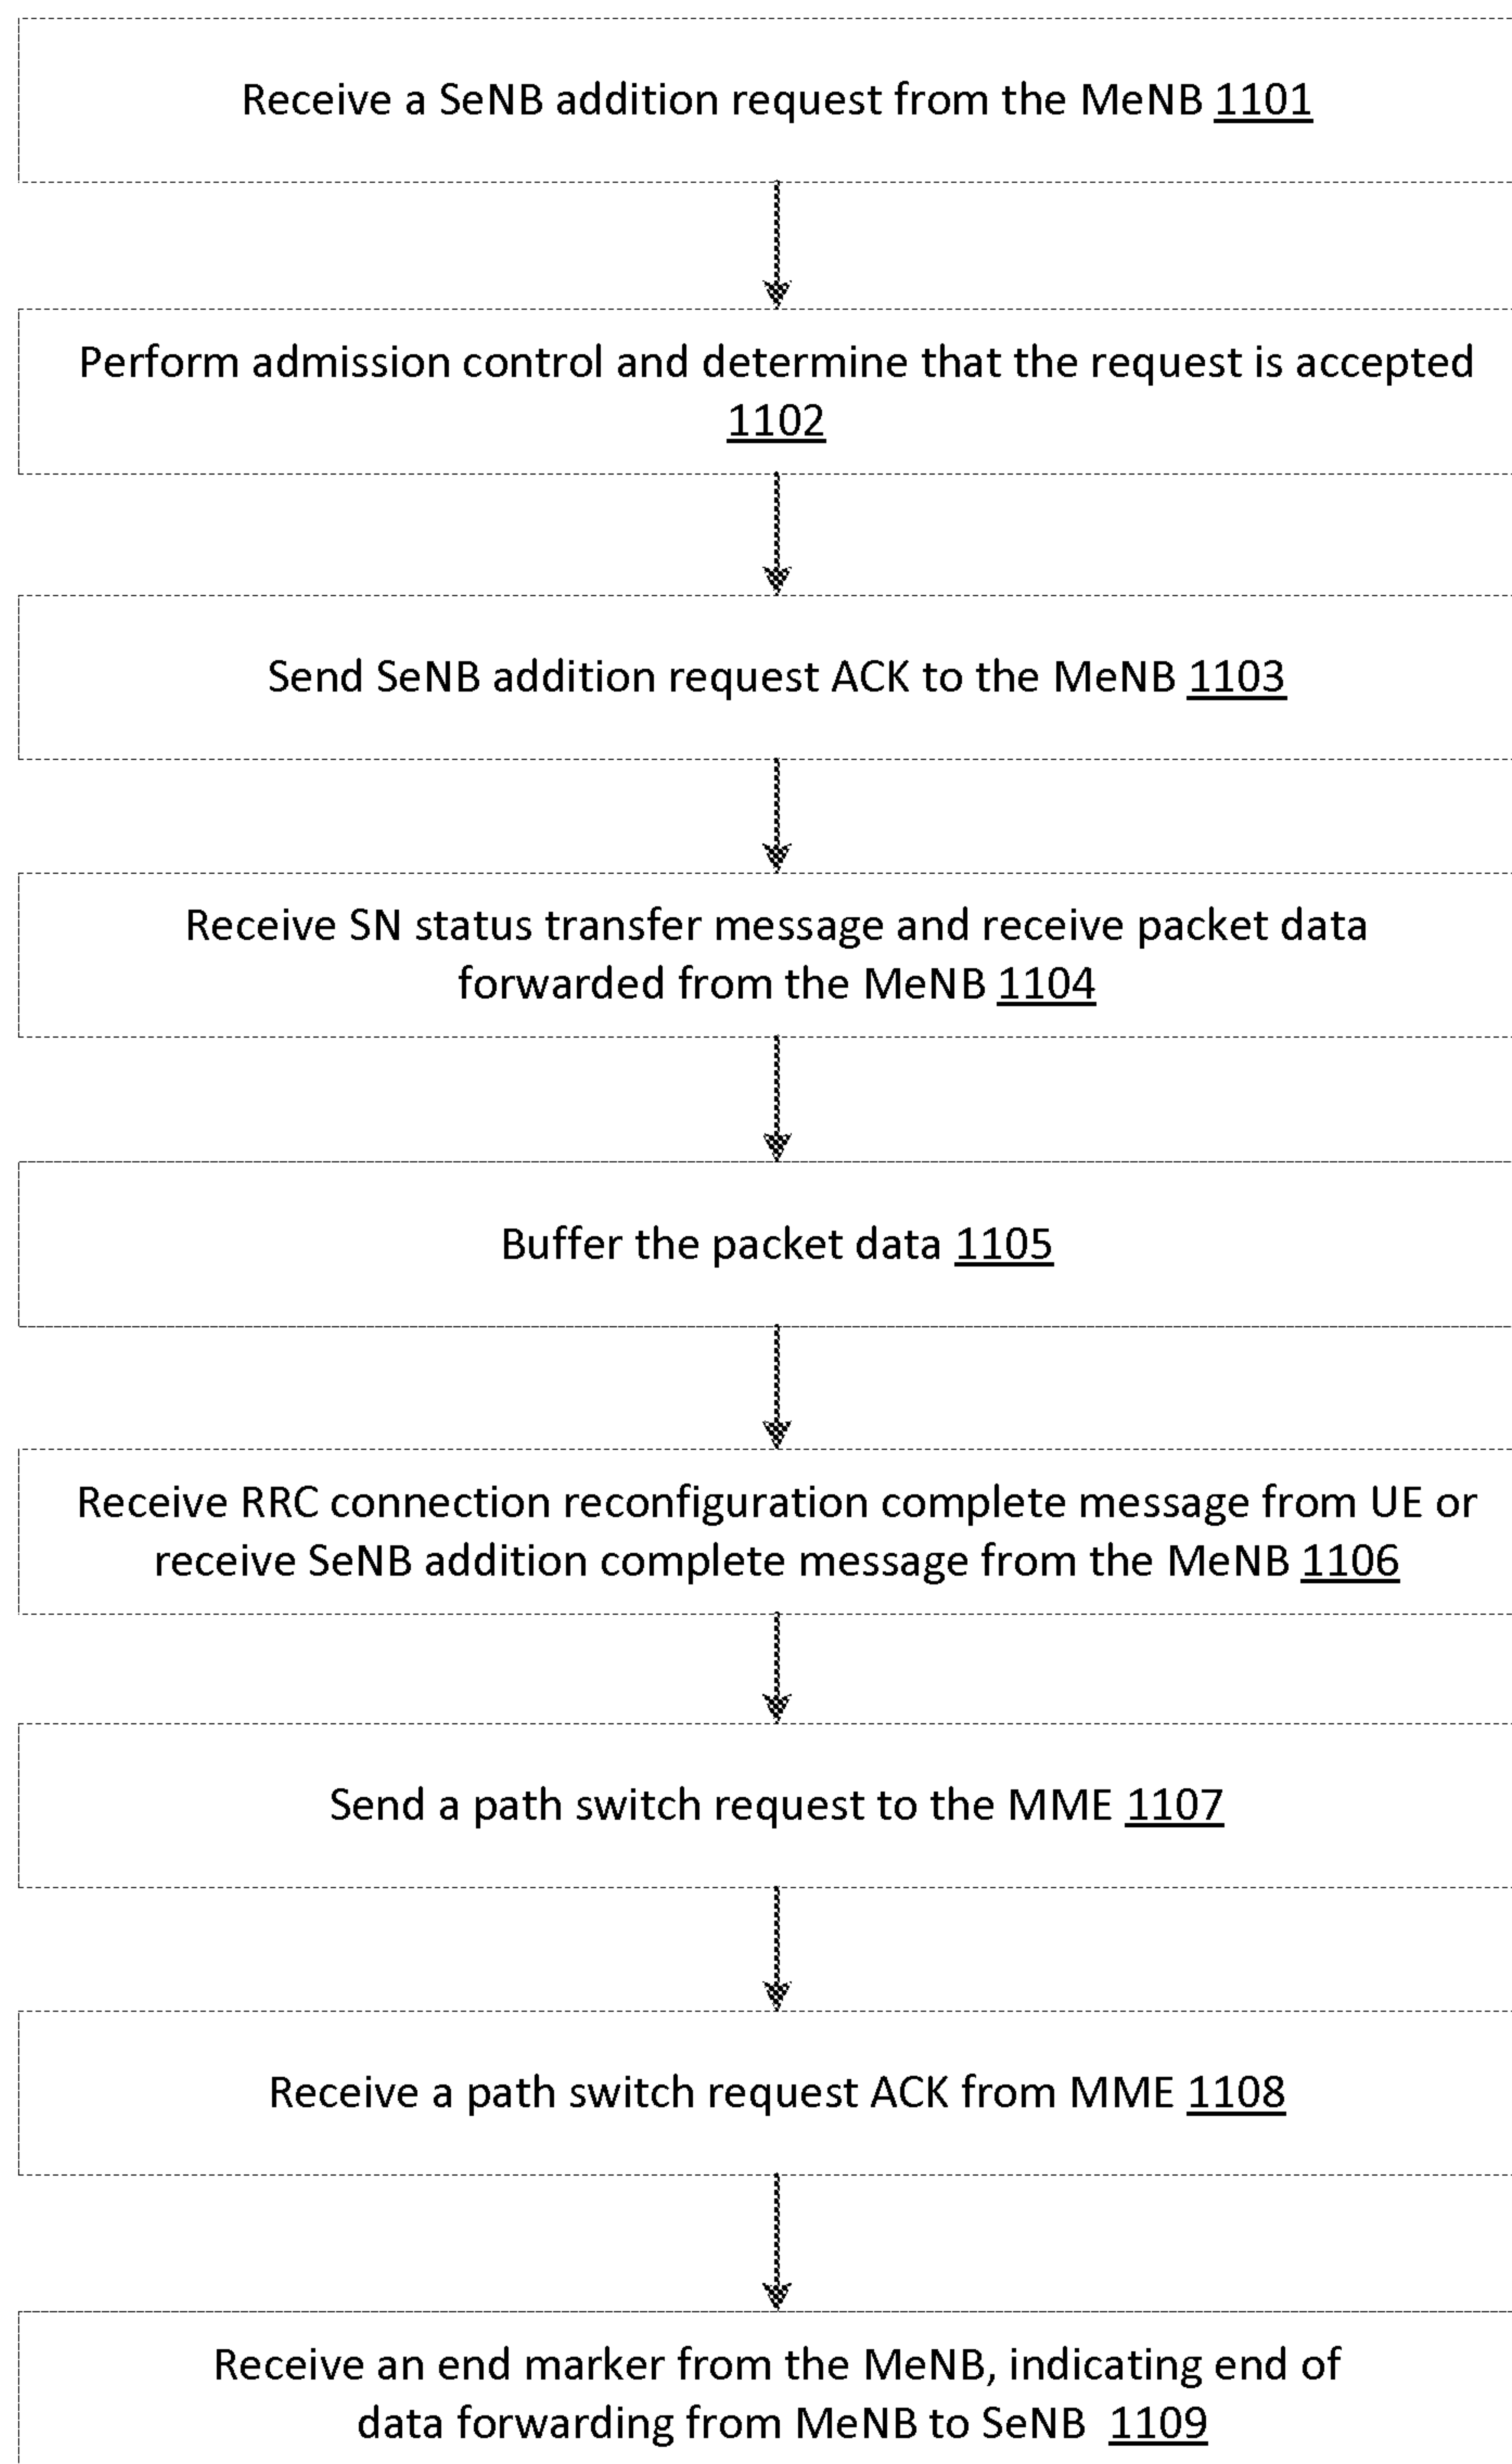 Receive a SeNB addition request from the MeNB 1101
Perform admission control and determine that the request is accepted
1102
Send SeNB addition request ACK to the MeNB 1103
Receive SN status transfer message and receive packet data
forwarded from the MeNB 1104
Buffer the packet data 1105
Receive RRC connection reconfiguration complete message from UE or
receive SeNB addition complete message from the MeNB 1106
Send a path switch request to the MME 1107
Receive a path switch request ACK from MME 1108
Receive an end marker from the MeNB, indicating end of
data forwarding from MeNB to SeNB 1109